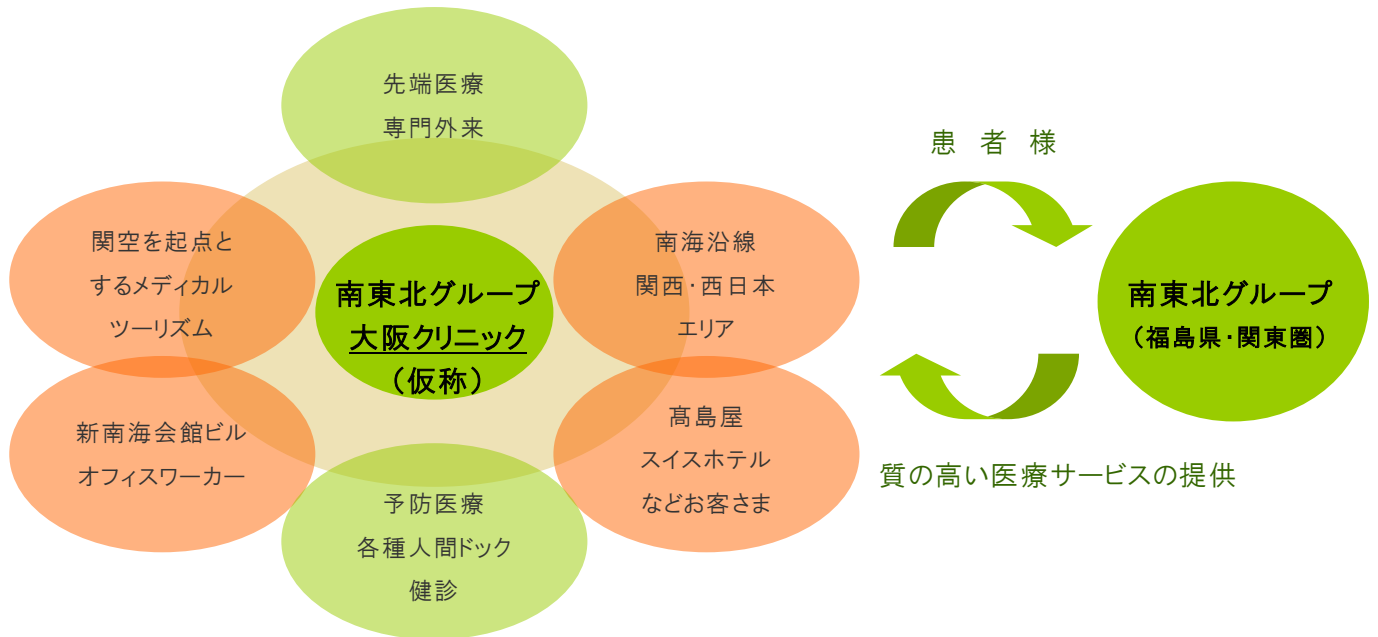 先端医療
専門外来
関空を起点と
するメディカル
ツーリズム
南東北グループ
大阪クリニック
（仮称）
南海沿線
関西・西日本
エリア
新南海会館ビル
オフィスワーカー
髙島屋
スイスホテル
などお客さま
予防医療
各種人間ドック
健診
患者様
南東北グループ
（福島県・関東圏）
質の高い医療サービスの提供